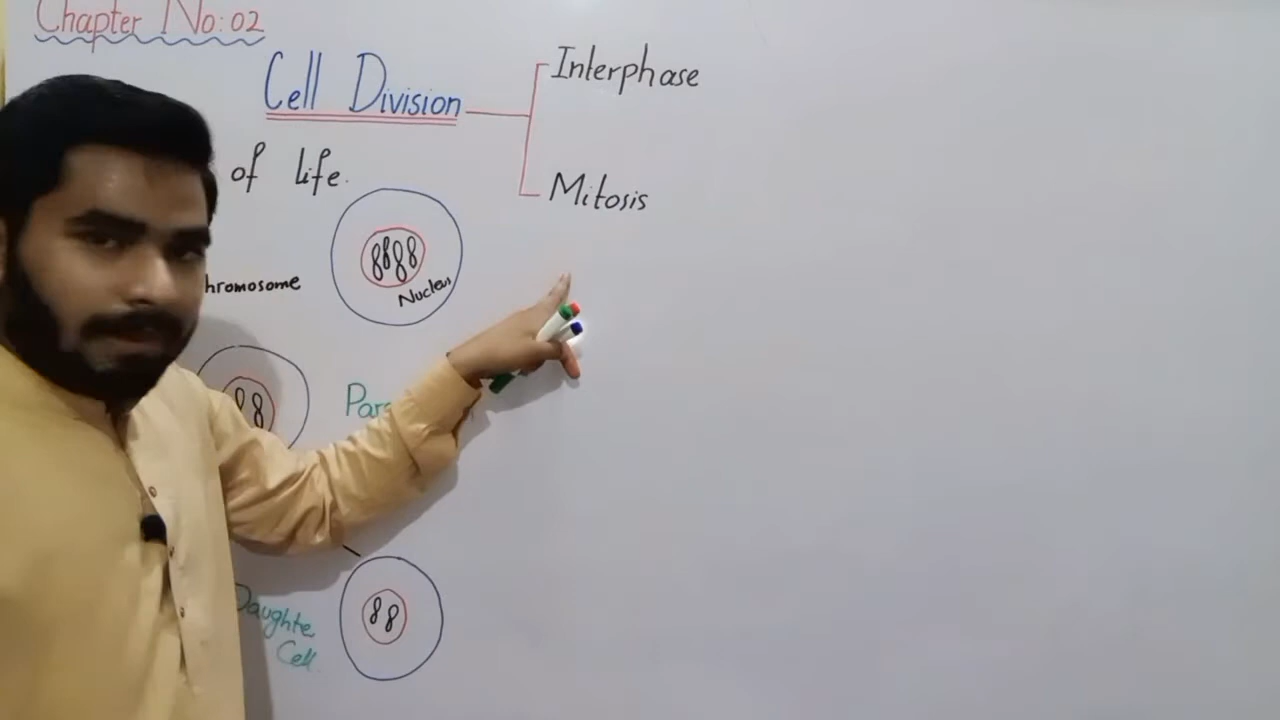 Chapter No: 02
Cell Division
Interphase
Mitosis
of life.
hromosome
Nucleus
Daughte
Cell